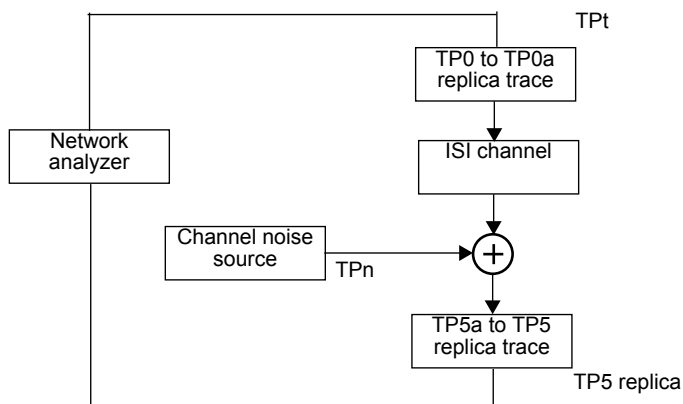 TPt
TP0 to TP0a
replica trace
Network
analyzer
ISI channel
Channel noise
source
+
TPn
TP5a to TP5
replica trace
TP5 replica